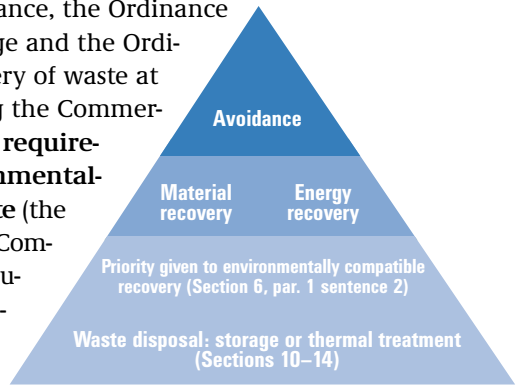 ance, the Ordinance
ge and the Ordi-
ery of waste at
g the Commer-
require-
nmental-
te (the
Com-
u-
-
Avoidance
Material
recovery
Energy
recovery
Priority given to environmentally compatible
recovery (Section 6, par. 1 sentence 2)
Waste disposal: storage or thermal treatment
(Sections 10–14)